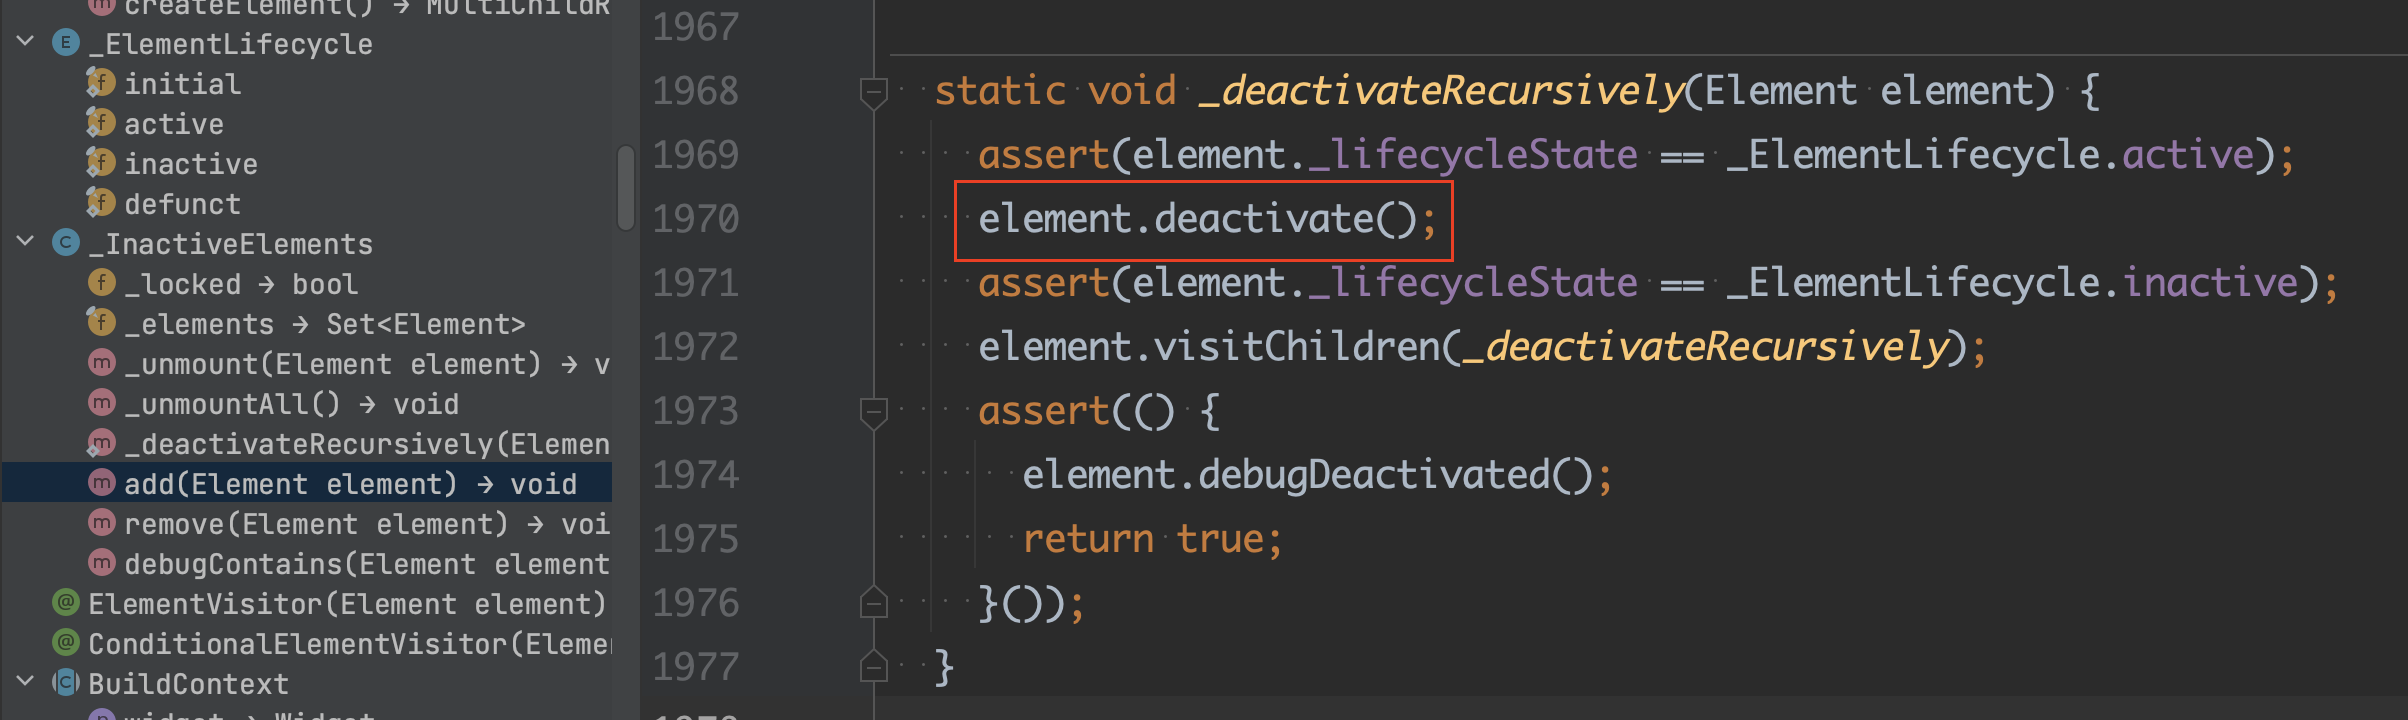 createElement() → MultiChildR
_ElementLifecycle
initial
active
inactive
defunct
_InactiveElements
_locked → bool
_elements → Set<Element>
_unmount(Element element) → v
_unmountAll() → void
_deactivateRecursively(Elemen
add(Element element) → void
remove(Element element) → voi
debugContains(Element element
ElementVisitor(Element element)
ConditionalElementVisitor(Eleme
BuildContext
widget → Widget
1967
1968 static void _deactivateRecursively(Element element) {
1969 assert(element._lifecycleState == _ElementLifecycle.active);
1970 element.deactivate();
1971 assert(element._lifecycleState == _ElementLifecycle.inactive);
1972 element.visitChildren(_deactivateRecursively);
1973 assert(() {
1974 element.debugDeactivated();
1975 return true;
1976 }());
1977 }
1978